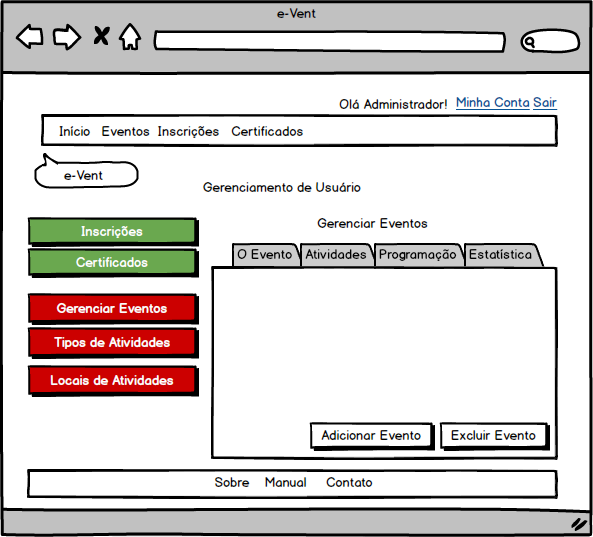 e-Vent
Olá Administrador! Minha Conta Sair
Início Eventos Inscrições Certificados
e-Vent
Gerenciamento de Usuário
Inscrições
Certificados
Gerenciar Eventos
Tipos de Atividades
Locais de Atividades
Gerenciar Eventos
O Evento Atividades Programação Estatística
Adicionar Evento Excluir Evento
Sobre Manual Contato